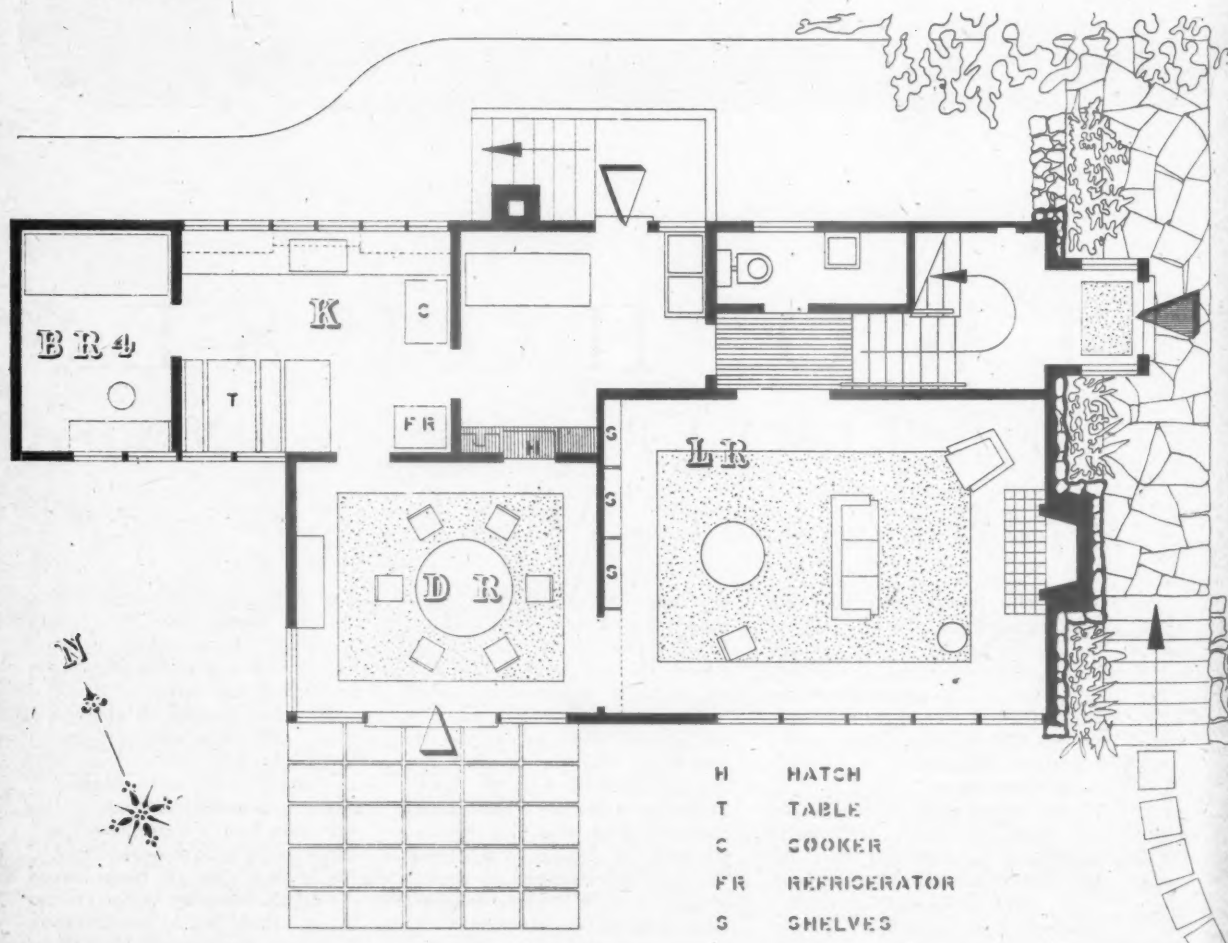 BR4
K
C
T
FR
H
S
LR
S
S
DR
N
H HATCH
T TABLE
C COOKER
FR REFRIGERATOR
S SHELVES